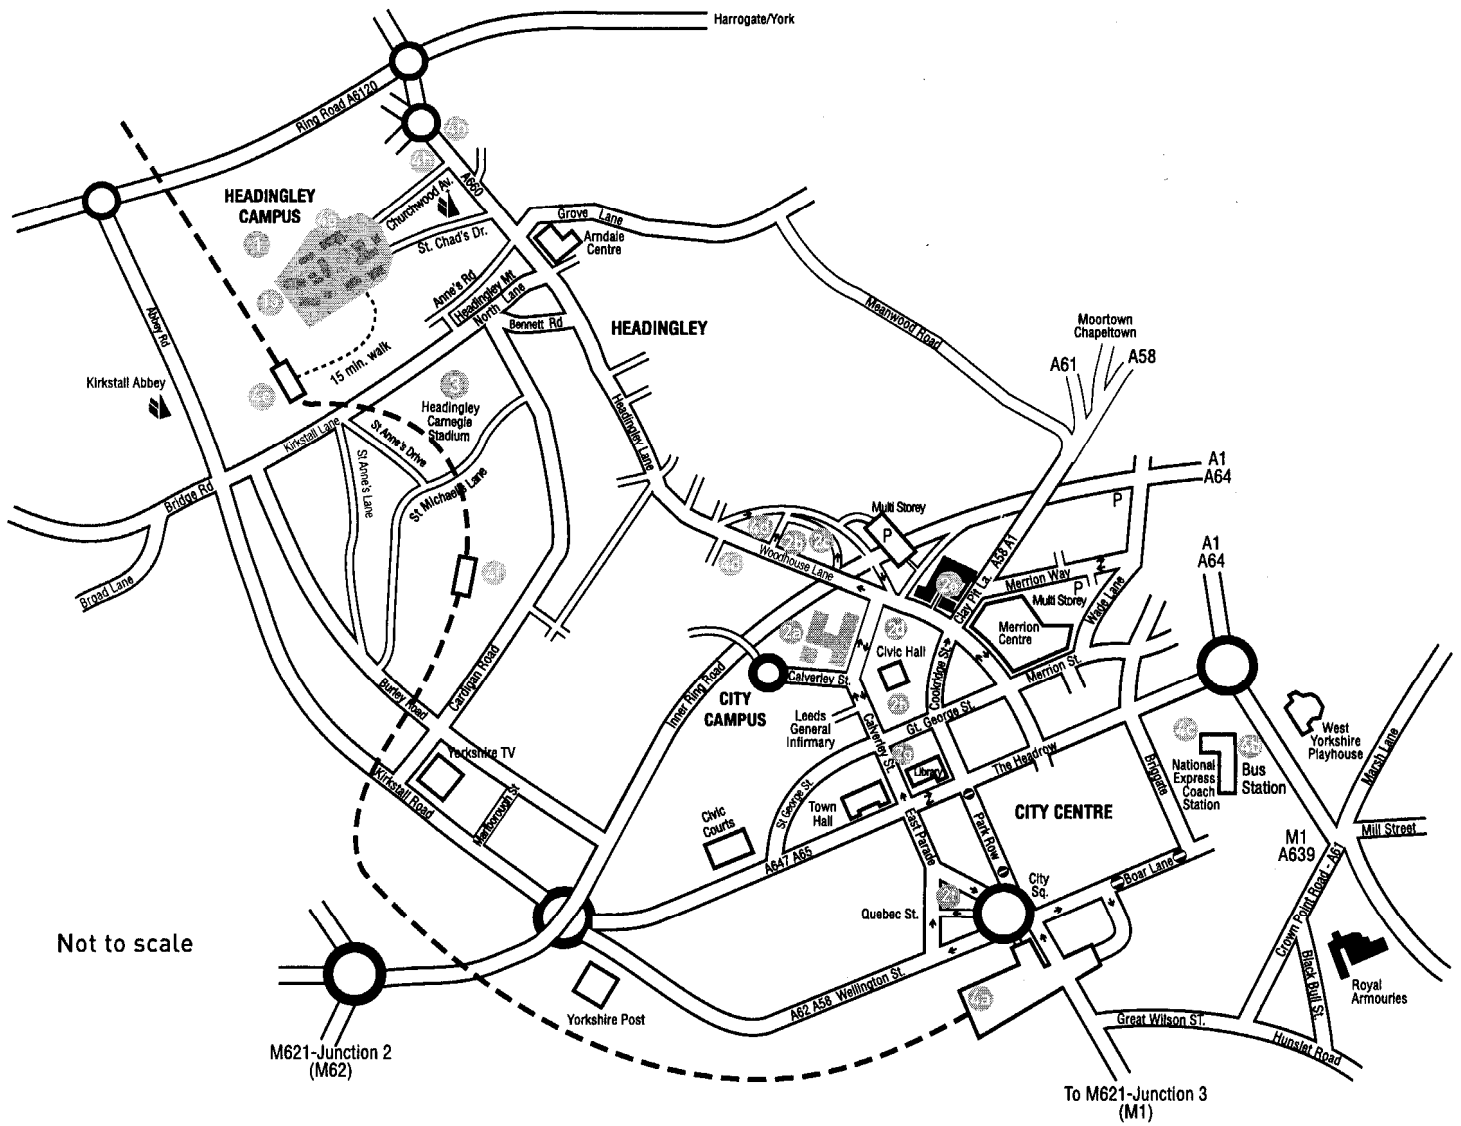 Harrogate/York
Ring Road A6120
HEADINGLEY
CAMPUS
Churchwood Av.
A660
St. Chad's Dr.
Grove Lane
Arndale
Centre
Anne's Rd
Headingley Mt
North Lane
Bennett Rd
HEADINGLEY
Meanwood Road
Moortown
Chapeltown
A61
A58
Abbey Rd
15 min. walk
Kirkstall Abbey
3
Headingley
Carnegie
Stadium
Headingley Lane
Kirkstall Lane
St Anne's Drive
St Anne's Lane
St Michael's Lane
Bridge Rd
Broad Lane
A1
A64
P
Multi Storey
P
Woodhouse Lane
A58 A1
Clay Pit La.
Merrion Way
P
Multi Storey
Wade Lane
Merrion
Centre
Merrion St.
A1
A64
2a
2d
Civic Hall
Cookridge St.
Calverley St.
CITY
CAMPUS
Inner Ring Road
Leeds
General
Infirmary
Calverley St.
Gt. George St.
St George St.
Library
The Headrow
Town
Hall
Civic
Courts
A647 A65
East Parade
Park Row
CITY CENTRE
Briggate
National
Express
Coach
Station
Bus
Station
West
Yorkshire
Playhouse
Marsh Lane
Mill Street
M1
A639
Crown Point Road - A61
Black Bull St.
Royal
Armouries
Boar Lane
City
Sq.
Quebec St.
A62 A58 Wellington St.
4a
Great Wilson ST.
Hunslet Road
To M621-Junction 3
(M1)
Burley Road
Cardigan Road
Yorkshire TV
Kirkstall Road
Marlborough St
Yorkshire Post
Not to scale
M621-Junction 2
(M62)